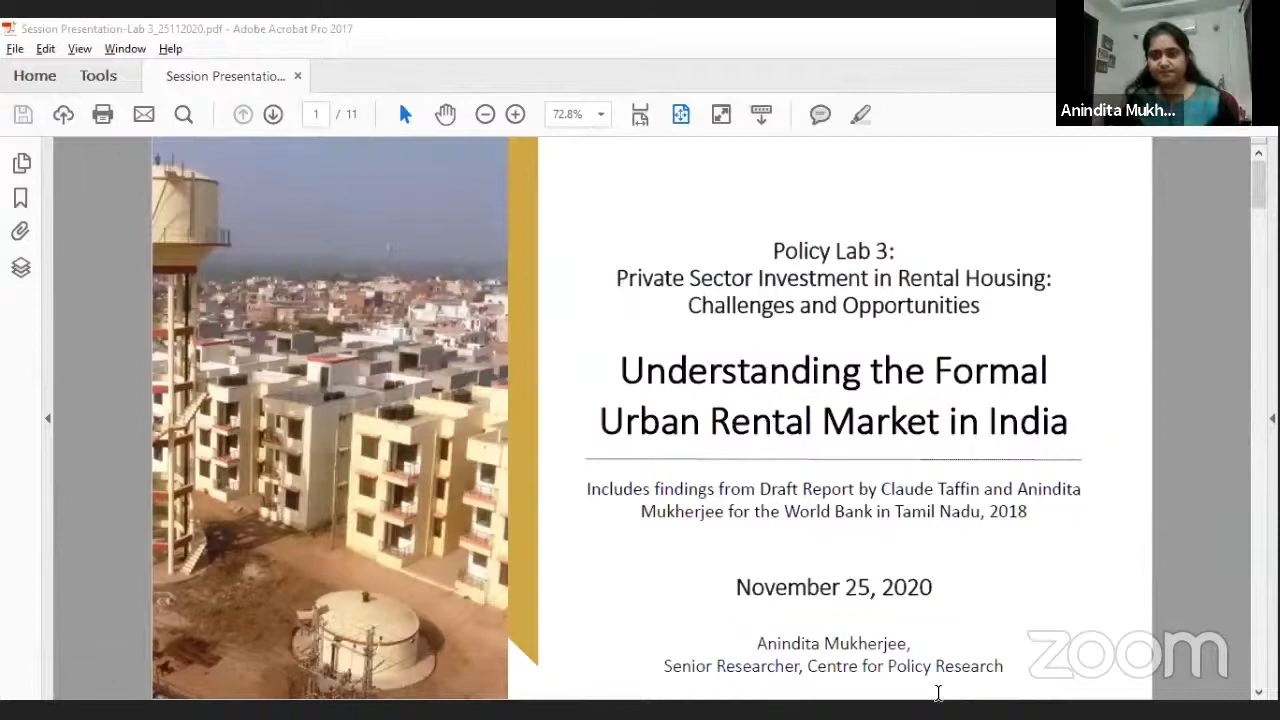 Session Presentation-Lab 3_25112020.pdf - Adobe Acrobat Pro 2017
File Edit View Window Help
Home Tools Session Presentatio... ×
1 / 11 72.8%
Anindita Mukh...
Policy Lab 3:
Private Sector Investment in Rental Housing:
Challenges and Opportunities
Understanding the Formal
Urban Rental Market in India
Includes findings from Draft Report by Claude Taffin and Anindita
Mukherjee for the World Bank in Tamil Nadu, 2018
November 25, 2020
Anindita Mukherjee,
Senior Researcher, Centre for Policy Research
zoom